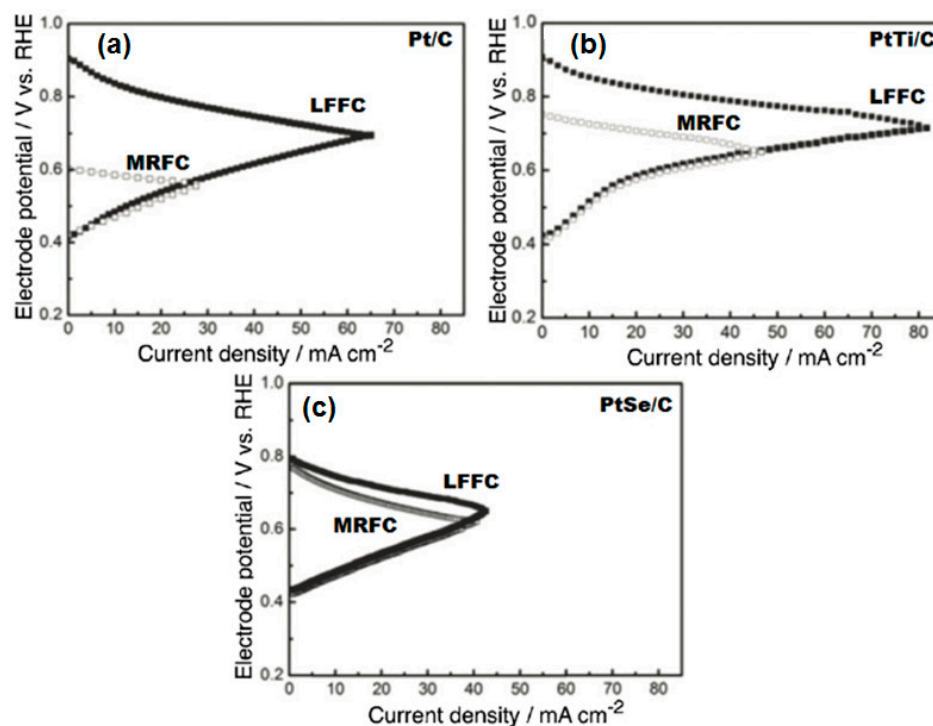 (a)
Pt/C
LFFC
MRFC
Electrode potential / V vs. RHE
1.0
0.8
0.6
0.4
0.2
0 10 20 30 40 50 60 70 80
Current density / mA cm⁻²
(b)
PtTi/C
LFFC
MRFC
Electrode potential / V vs. RHE
1.0
0.8
0.6
0.4
0.2
0 10 20 30 40 50 60 70 80
Current density / mA cm⁻²
(c)
PtSe/C
LFFC
MRFC
Electrode potential / V vs. RHE
1.0
0.8
0.6
0.4
0.2
0 10 20 30 40 50 60 70 80
Current density / mA cm⁻²